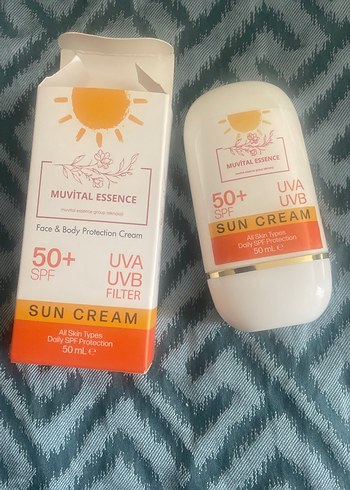 MUVİTAL ESSENCE
Face & Body Protection Cream
50+
SPF
UVA
UVB
FILTER
SUN CREAM
All Skin Types
Daily SPF Protection
50 mL ℮
MUVİTAL ESSENCE
50+
SPF
UVA
UVB
SUN CREAM
All Skin Types
Daily SPF Protection
50 mL ℮